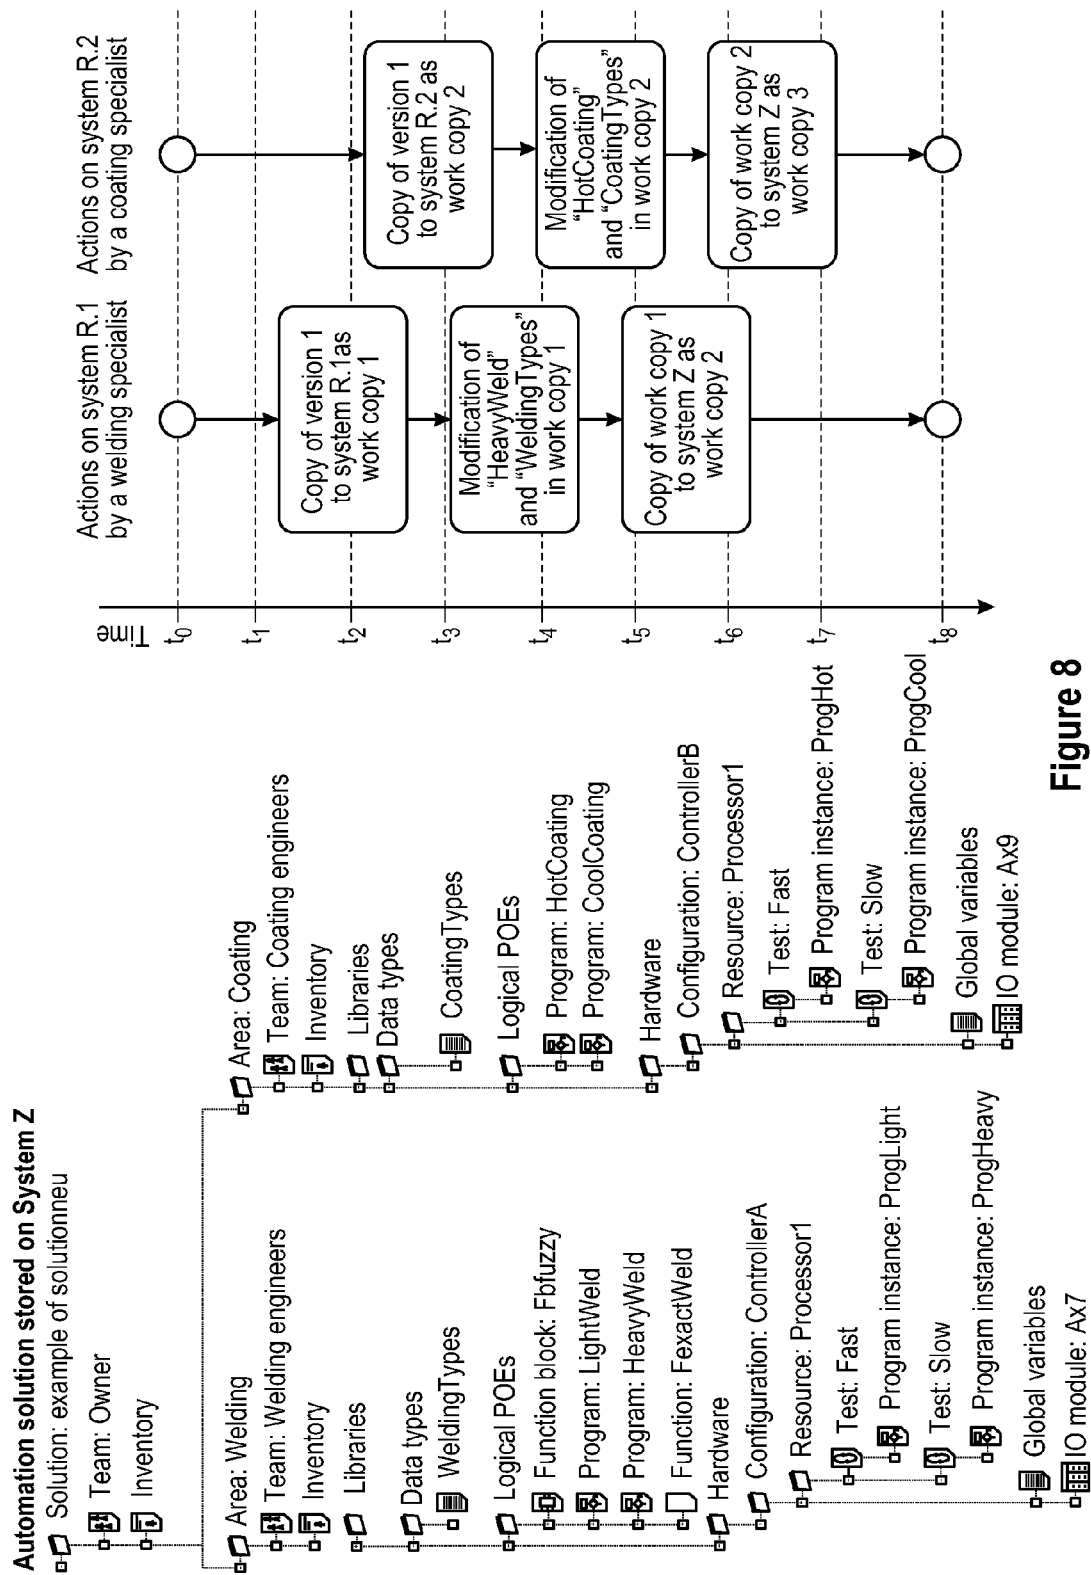 Automation solution stored on System Z
Solution: example of solutionneu
Team: Owner
Inventory
Area: Welding
Team: Welding engineers
Inventory
Libraries
Data types
WeldingTypes
Logical POEs
Function block: Fbfuzzy
Program: LightWeld
Program: HeavyWeld
Function: FexactWeld
Hardware
Configuration: ControllerA
Resource: Processor1
Test: Fast
Program instance: ProgLight
Test: Slow
Program instance: ProgHeavy
Global variables
IO module: Ax7
Area: Coating
Team: Coating engineers
Inventory
Libraries
Data types
CoatingTypes
Logical POEs
Program: HotCoating
Program: CoolCoating
Hardware
Configuration: ControllerB
Resource: Processor1
Test: Fast
Program instance: ProgHot
Test: Slow
Program instance: ProgCool
Global variables
IO module: Ax9
Time
t0
t1
t2
t3
t4
t5
t6
t7
t8
Actions on system R.1
by a welding specialist
Copy of version 1
to system R.1as
work copy 1
Modification of
“HeavyWeld”
and “WeldingTypes”
in work copy 1
Copy of work copy 1
to system Z as
work copy 2
Actions on system R.2
by a coating specialist
Copy of version 1
to system R.2 as
work copy 2
Modification of
“HotCoating”
and “CoatingTypes”
in work copy 2
Copy of work copy 2
to system Z as
work copy 3
Figure 8